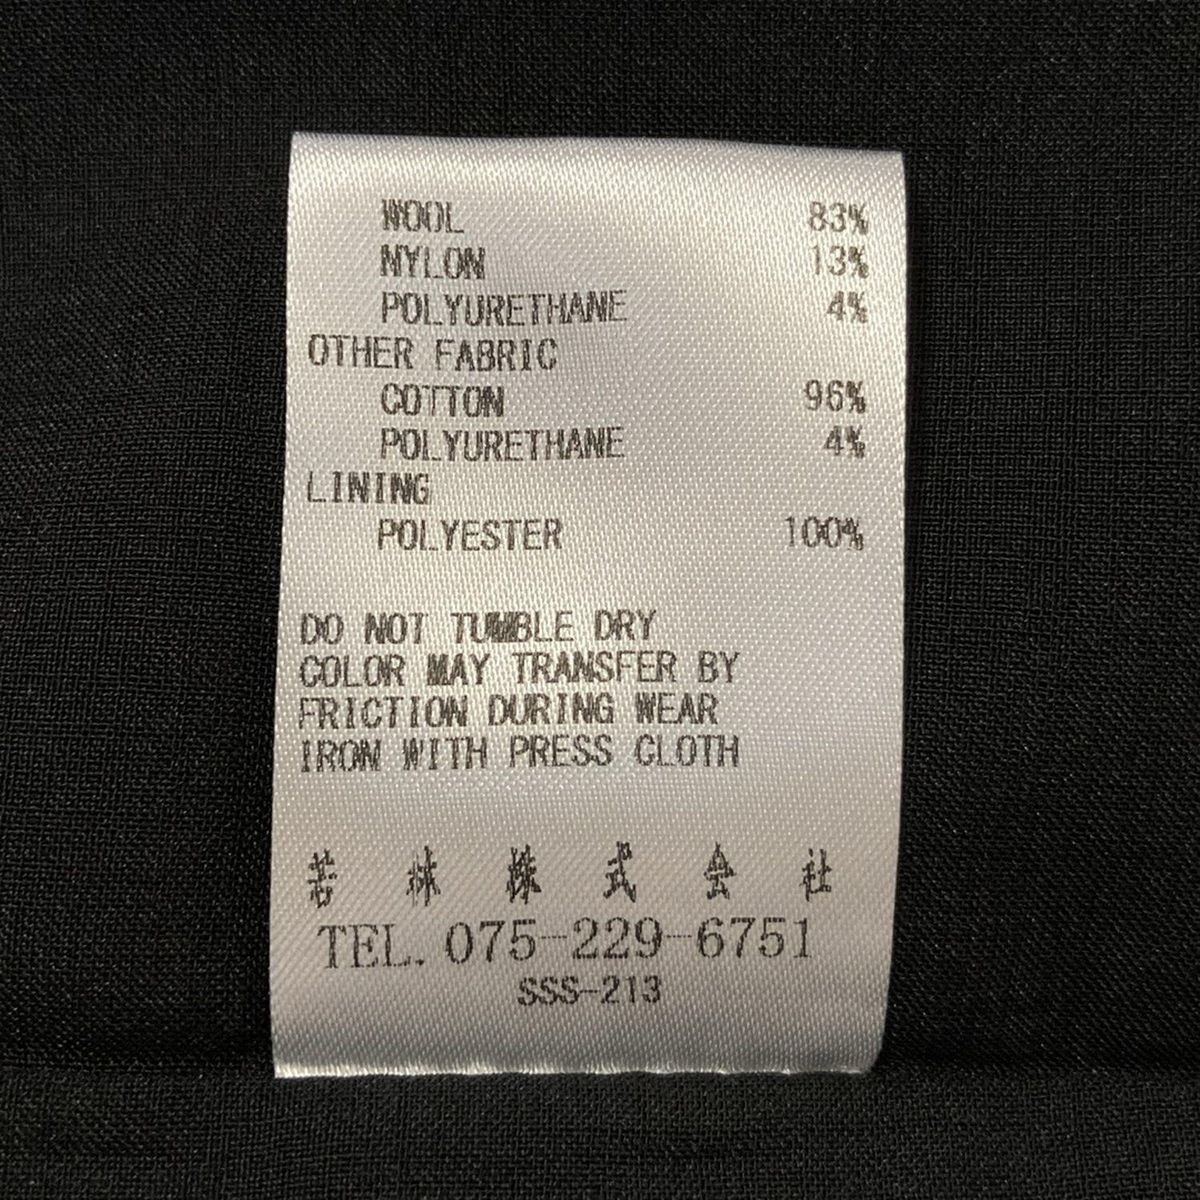 WOOL 83%
NYLON 13%
POLYURETHANE 4%
OTHER FABRIC
COTTON 96%
POLYURETHANE 4%
LINING
POLYESTER 100%
DO NOT TUMBLE DRY
COLOR MAY TRANSFER BY
FRICTION DURING WEAR
IRON WITH PRESS CLOTH
若林株式会社
TEL. 075-229-6751
SSS-213